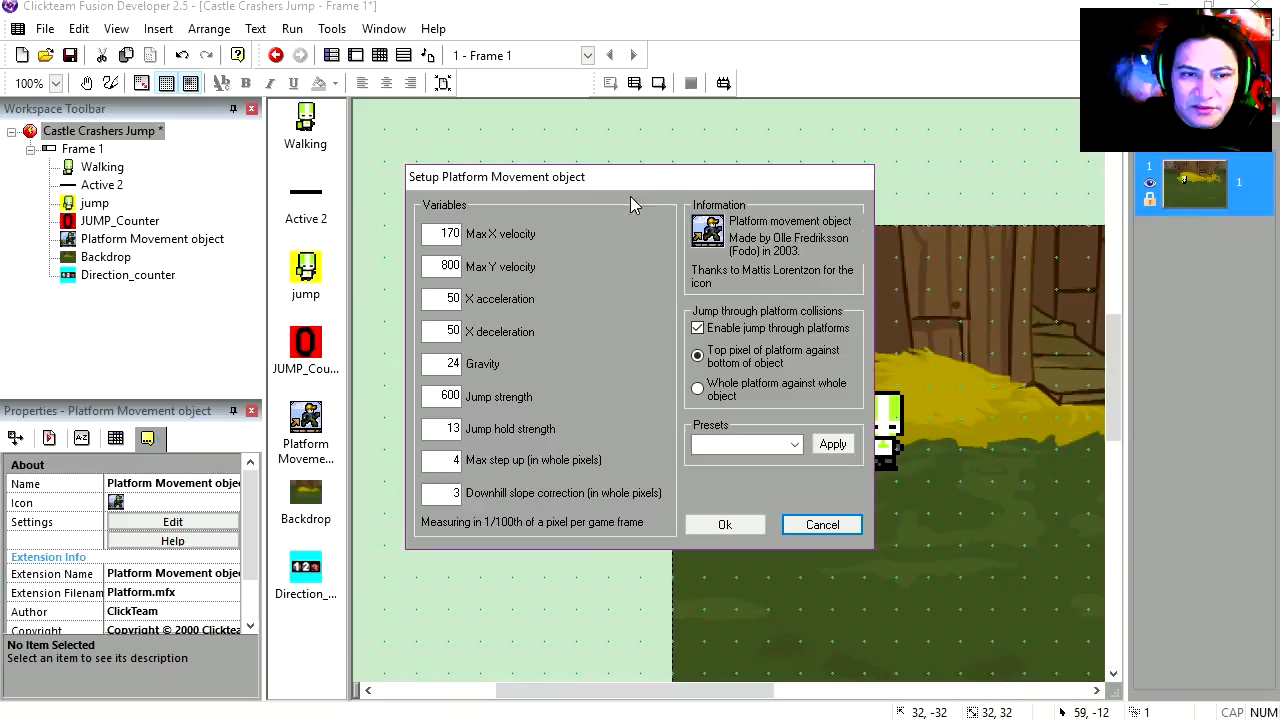 Clickteam Fusion Developer 2.5 - [Castle Crashers Jump - Frame 1*]
File Edit View Insert Arrange Text Run Tools Window Help
1 - Frame 1
100%
Workspace Toolbar
Castle Crashers Jump *
Frame 1
Walking
Active 2
jump
JUMP_Counter
Platform Movement object
Backdrop
Direction_counter
Walking
Active 2
jump
JUMP_Cou...
Platform
Moveme...
Backdrop
Direction_...
Setup Platform Movement object
Variables
170 Max X velocity
800 Max Y velocity
50 X acceleration
50 X deceleration
24 Gravity
600 Jump strength
13 Jump hold strength
4 Max step up (in whole pixels)
3 Downhill slope correction (in whole pixels)
Measuring in 1/100th of a pixel per game frame
Information
Platform movement object
Made by Olle Fredriksson
(Fodo) in 2003.
Thanks to Mattis Lorentzon for the
icon
Jump through platform collisions
Enable jump through platforms
Top pixel of platform against
bottom of object
Whole platform against whole
object
Presets
Apply
Ok
Cancel
1
1
Properties - Platform Movement object
About
Name Platform Movement obje
Icon
Settings Edit
Help
Extension Info
Extension Name Platform Movement obje
Extension Filenam Platform.mfx
Author ClickTeam
Copyright Copyright © 2000 Clickte
No Item Selected
Select an item to see its description
32, -32
32, 32
59, -12
1
CAP NUM